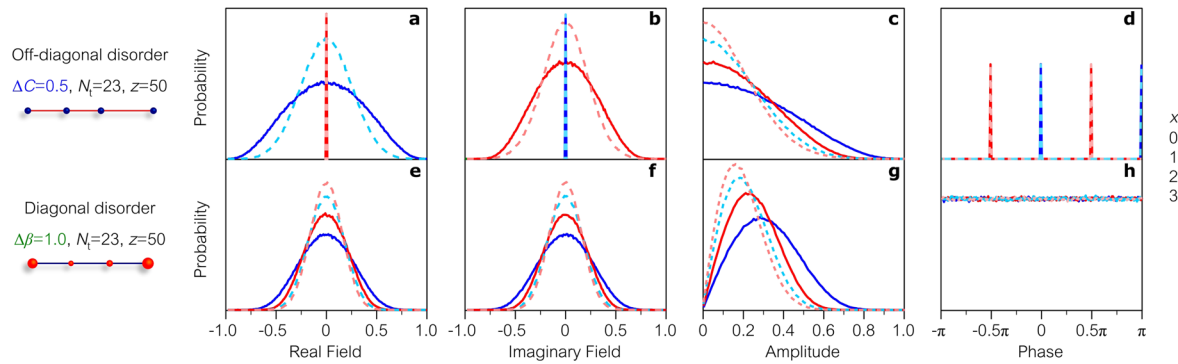 Off-diagonal disorder
ΔC=0.5, Nt=23, z=50
Diagonal disorder
Δβ=1.0, Nt=23, z=50
Probability
Probability
a
b
c
d
e
f
g
h
x
0
1
2
3
-1.0 -0.5 0 0.5 1.0
-1.0 -0.5 0 0.5 1.0
0 0.2 0.4 0.6 0.8 1.0
-π -0.5π 0 0.5π π
Real Field
Imaginary Field
Amplitude
Phase